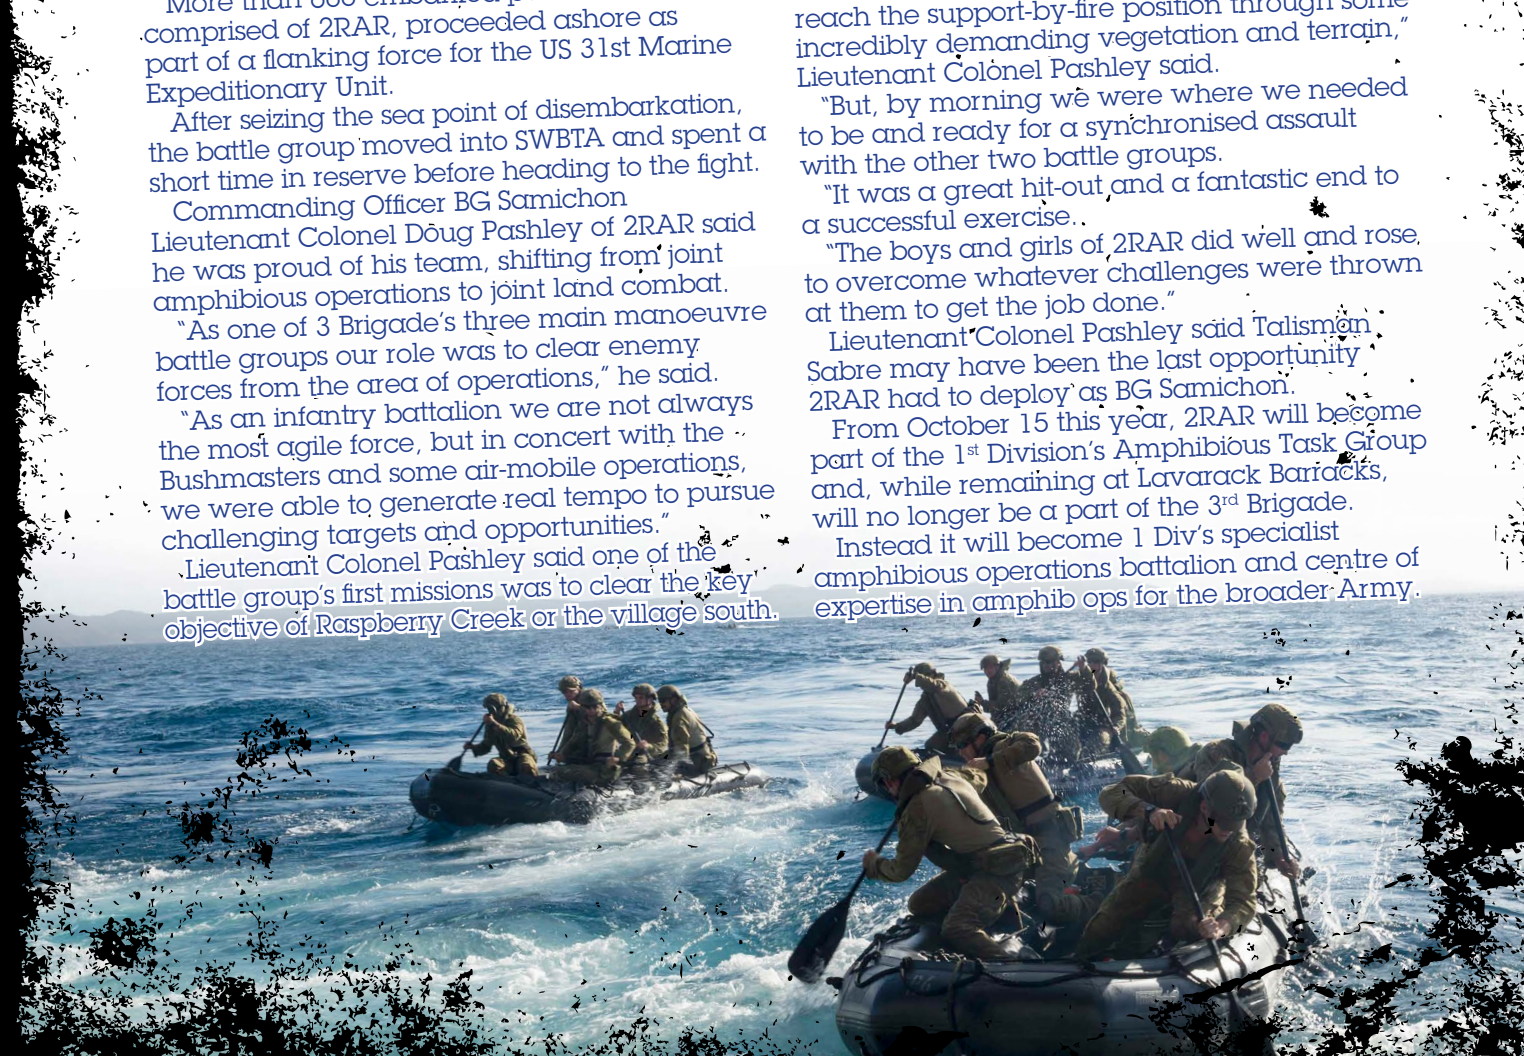 More than
comprised of 2RAR, proceeded ashore as
part of a flanking force for the US 31st Marine
Expeditionary Unit.
After seizing the sea point of disembarkation,
the battle group moved into SWBTA and spent a
short time in reserve before heading to the fight.
Commanding Officer BG Samichon
Lieutenant Colonel Doug Pashley of 2RAR said
he was proud of his team, shifting from joint
amphibious operations to joint land combat.
“As one of 3 Brigade’s three main manoeuvre
battle groups our role was to clear enemy
forces from the area of operations,” he said.
“As an infantry battalion we are not always
the most agile force, but in concert with the
Bushmasters and some air-mobile operations,
we were able to generate real tempo to pursue
challenging targets and opportunities.”
Lieutenant Colonel Pashley said one of the
battle group’s first missions was to clear the key
objective of Raspberry Creek or the village south.
reach the support-by-fire position through some
incredibly demanding vegetation and terrain,”
Lieutenant Colonel Pashley said.
“But, by morning we were where we needed
to be and ready for a synchronised assault
with the other two battle groups.
“It was a great hit-out and a fantastic end to
a successful exercise.
“The boys and girls of 2RAR did well and rose
to overcome whatever challenges were thrown
at them to get the job done.”
Lieutenant Colonel Pashley said Talisman
Sabre may have been the last opportunity
2RAR had to deploy as BG Samichon.
From October 15 this year, 2RAR will become
part of the 1st Division’s Amphibious Task Group
and, while remaining at Lavarack Barracks,
will no longer be a part of the 3rd Brigade.
Instead it will become 1 Div’s specialist
amphibious operations battalion and centre of
expertise in amphib ops for the broader Army.